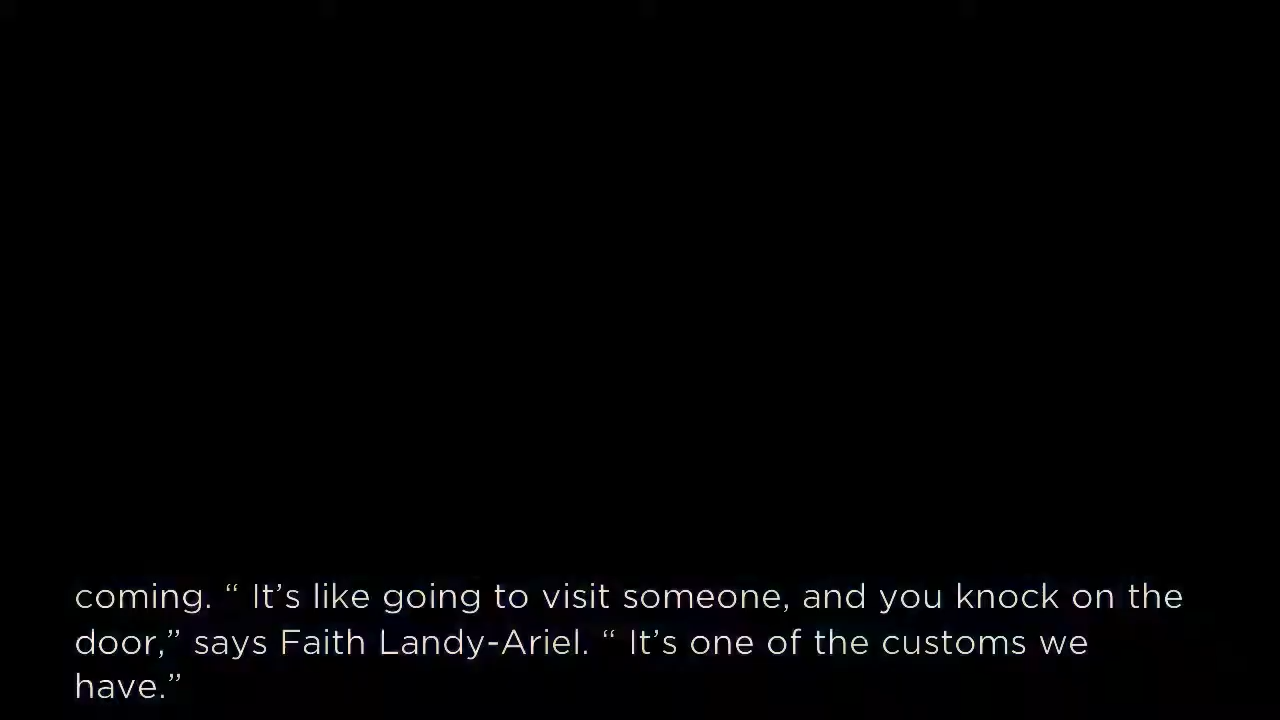 coming. “ It’s like going to visit someone, and you knock on the
door,” says Faith Landy-Ariel. “ It’s one of the customs we
have.”